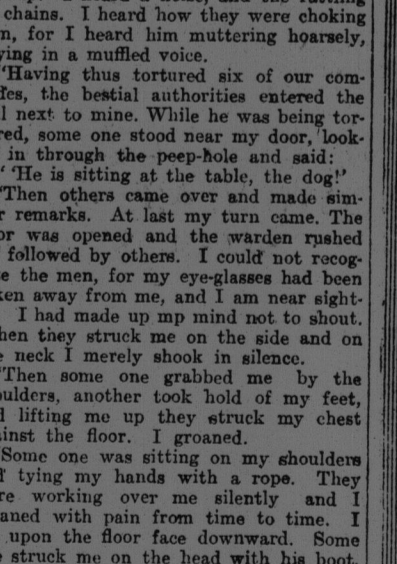 chains. I heard how they were choking
n, for I heard him muttering hoarsely,
ying in a muffled voice.
"Having thus tortured six of our com-
des, the bestial authorities entered the
l next to mine. While he was being tor-
red, some one stood near my door, look-
in through the peep-hole and said:
" 'He is sitting at the table, the dog!'
"Then others came over and made sim-
r remarks. At last my turn came. The
or was opened and the warden rushed
followed by others. I could not recog-
e the men, for my eye-glasses had been
ken away from me, and I am near sight-
I had made up mp mind not to shout.
hen they struck me on the side and on
e neck I merely shook in silence.
"Then some one grabbed me by the
oulders, another took hold of my feet,
d lifting me up they struck my chest
ainst the floor. I groaned.
"Some one was sitting on my shoulders
d tying my hands with a rope. They
re working over me silently and I
aned with pain from time to time. I
upon the floor face downward. Some
e struck me on the head with his boot.